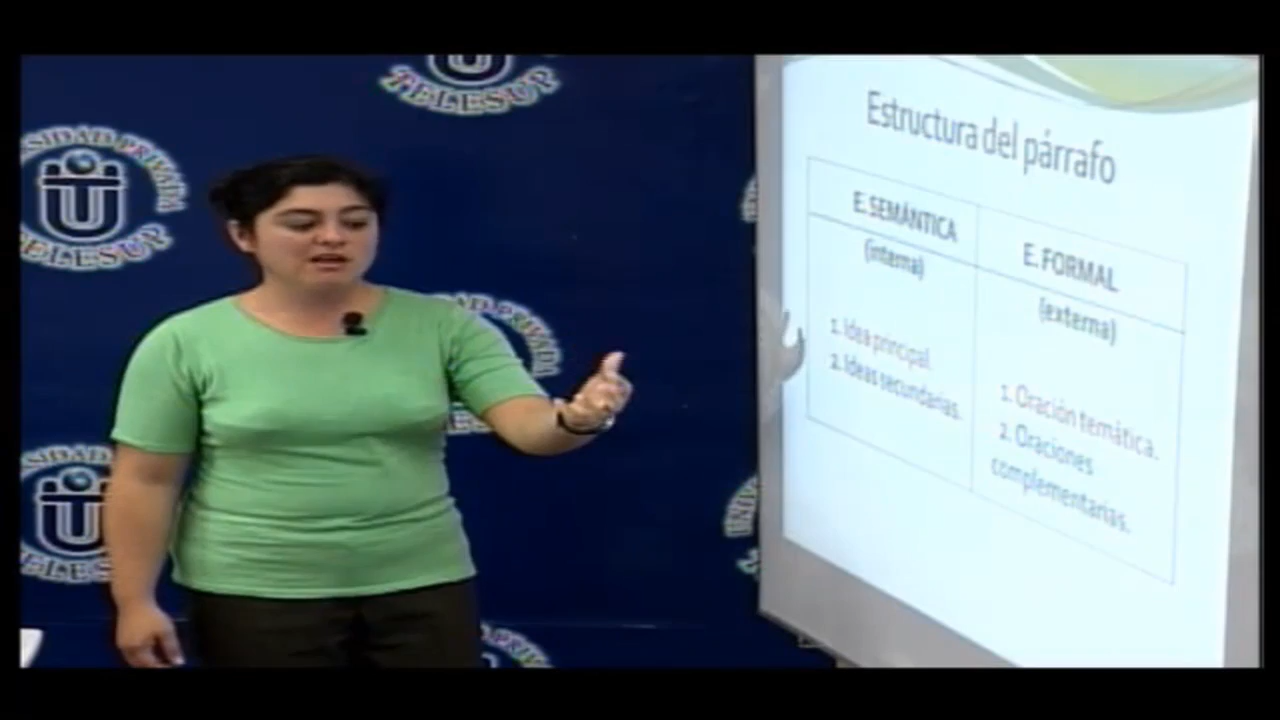 TELESUP
SIDAD PRIVADA
TELESUP
Estructura del párrafo
E. SEMÁNTICA
(interna)
1. Idea principal.
2. Ideas secundarias.
E. FORMAL
(externa)
1. Oración temática.
2. Oraciones
complementarias.